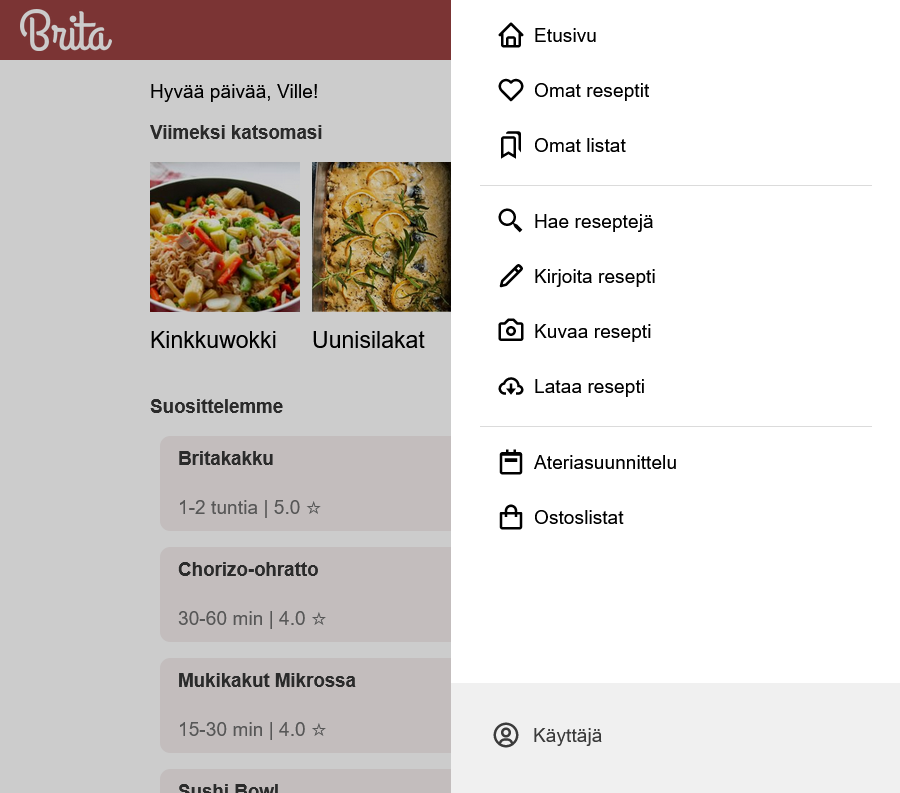 Brita
Hyvää päivää, Ville!
Viimeksi katsomasi
Kinkkuwokki
Uunisilakat
Suosittelemme
Britakakku
1-2 tuntia | 5.0 ☆
Chorizo-ohratto
30-60 min | 4.0 ☆
Mukikakut Mikrossa
15-30 min | 4.0 ☆
Sushi Bowl
Etusivu
Omat reseptit
Omat listat
Hae reseptejä
Kirjoita resepti
Kuvaa resepti
Lataa resepti
Ateriasuunnittelu
Ostoslistat
Käyttäjä